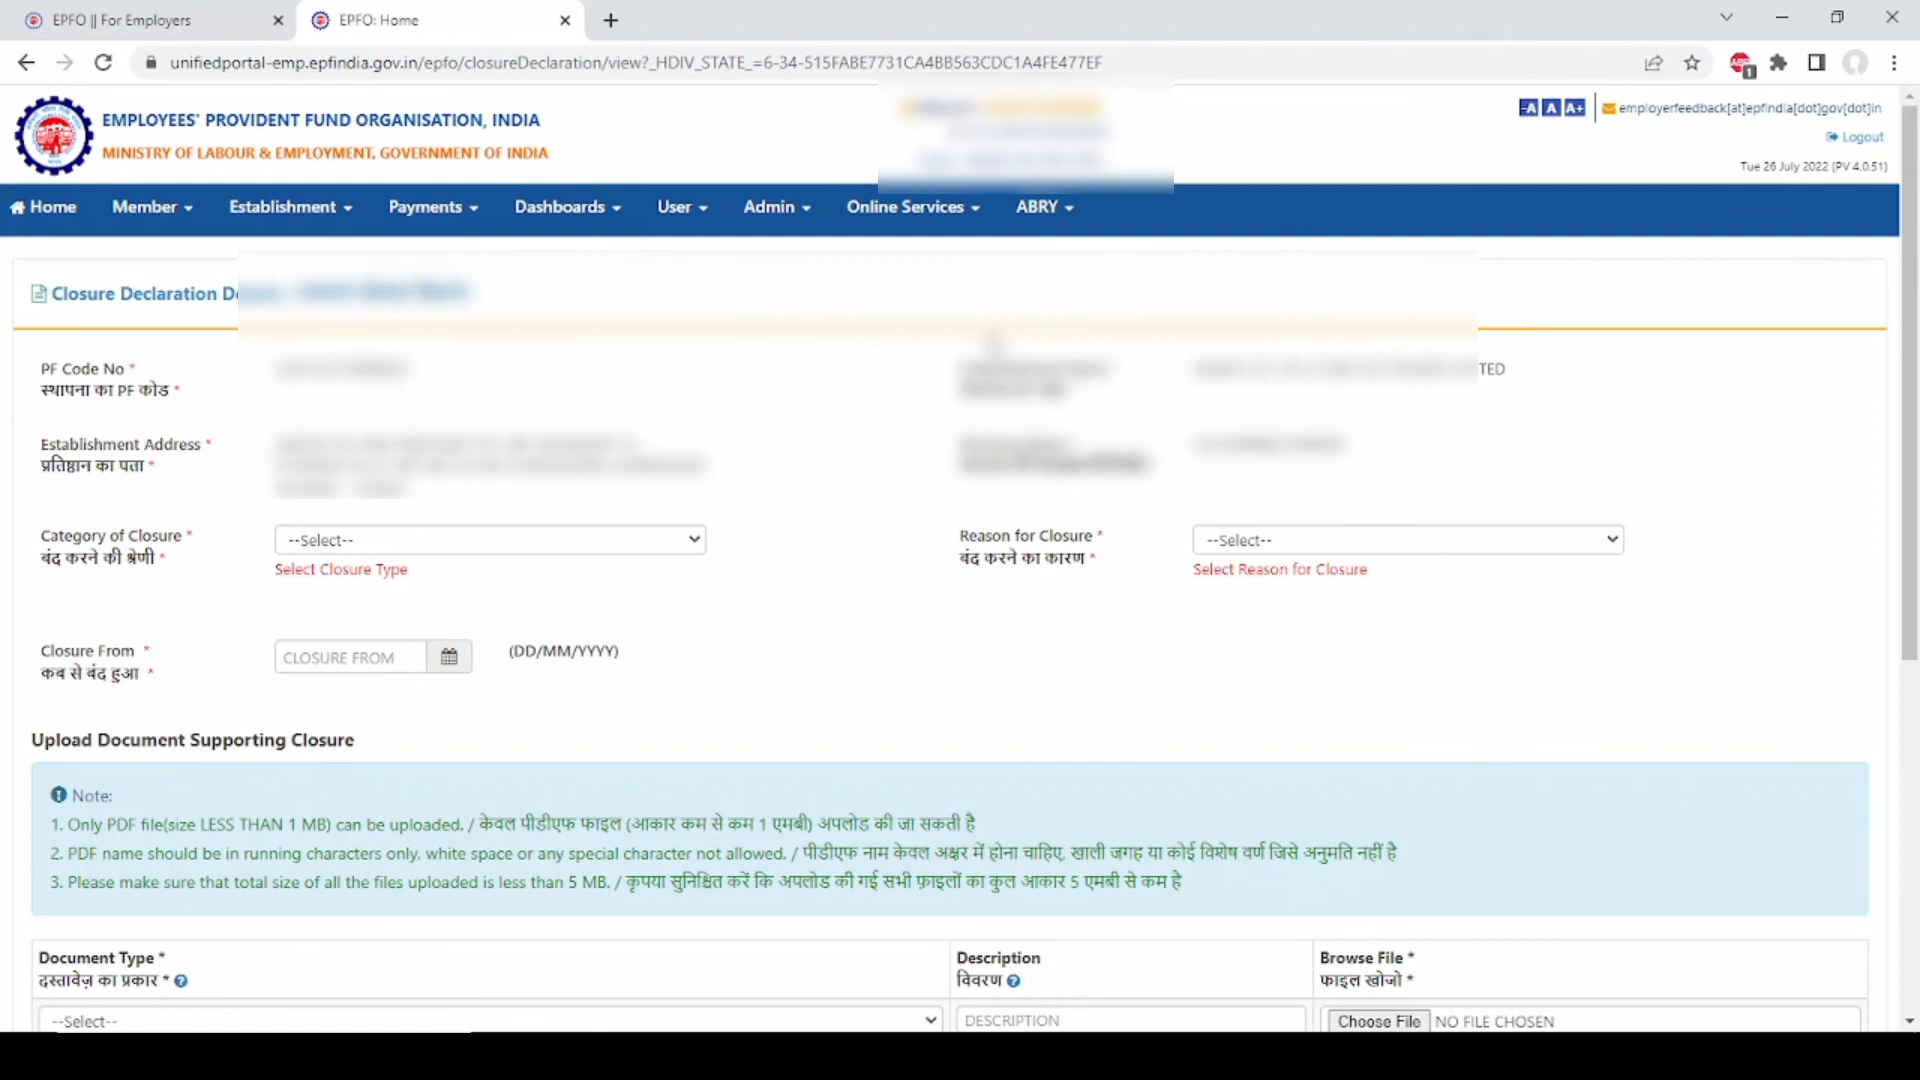 EPFO || For Employers
EPFO: Home
unifiedportal-emp.epfindia.gov.in/epfo/closureDeclaration/view?_HDIV_STATE_=6-34-515FABE7731CA4BB563CDC1A4FE477EF
EMPLOYEES' PROVIDENT FUND ORGANISATION, INDIA
MINISTRY OF LABOUR & EMPLOYMENT, GOVERNMENT OF INDIA
-A A A+ employerfeedback[at]epfindia[dot]gov[dot]in
Logout
Tue 26 July 2022 (PV 4.0.51)
Home Member Establishment Payments Dashboards User Admin Online Services ABRY
Closure Declaration
PF Code No *
स्थापना का PF कोड *
TED
Establishment Address *
प्रतिष्ठान का पता *
Category of Closure *
बंद करने की श्रेणी *
--Select--
Select Closure Type
Reason for Closure *
बंद करने का कारण *
--Select--
Select Reason for Closure
Closure From *
कब से बंद हुआ *
CLOSURE FROM
(DD/MM/YYYY)
Upload Document Supporting Closure
Note:
1. Only PDF file(size LESS THAN 1 MB) can be uploaded. / केवल पीडीएफ फाइल (आकार कम से कम 1 एमबी) अपलोड की जा सकती है
2. PDF name should be in running characters only, white space or any special character not allowed. / पीडीएफ नाम केवल अक्षर में होना चाहिए, खाली जगह या कोई विशेष वर्ण जिसे अनुमति नहीं है
3. Please make sure that total size of all the files uploaded is less than 5 MB. / कृपया सुनिश्चित करें कि अपलोड की गई सभी फ़ाइलों का कुल आकार 5 एमबी से कम है
Document Type *
दस्तावेज़ का प्रकार *
Description
विवरण
Browse File *
फाइल खोजो *
--Select--
DESCRIPTION
Choose File NO FILE CHOSEN